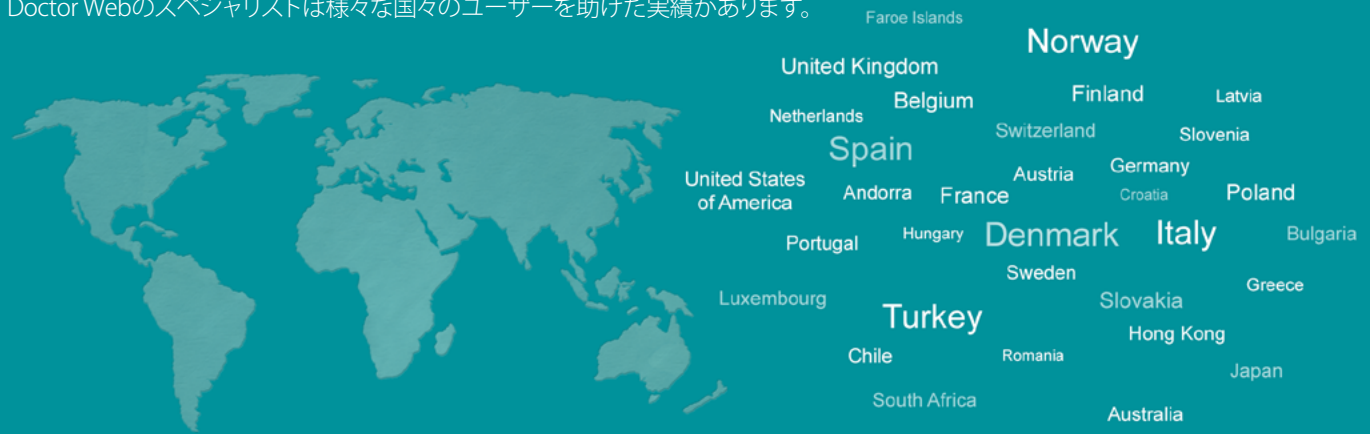 Doctor Webのスペシャリストは様々な国々のユーザーを助けた実績があります。
Faroe Islands
Norway
United Kingdom
Belgium
Finland
Latvia
Netherlands
Switzerland
Slovenia
Spain
Austria
Germany
United States
of America
Andorra
France
Croatia
Poland
Portugal
Hungary
Denmark
Italy
Bulgaria
Sweden
Greece
Luxembourg
Slovakia
Turkey
Hong Kong
Chile
Romania
Japan
South Africa
Australia